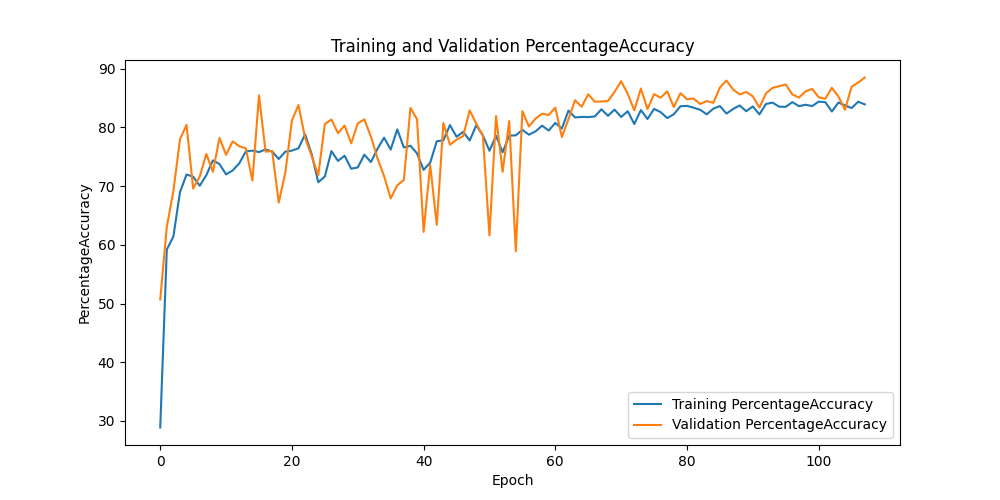 Training and Validation PercentageAccuracy
90
80
70
60
50
40
30
PercentageAccuracy
0 20 40 60 80 100
Epoch
Training PercentageAccuracy
Validation PercentageAccuracy